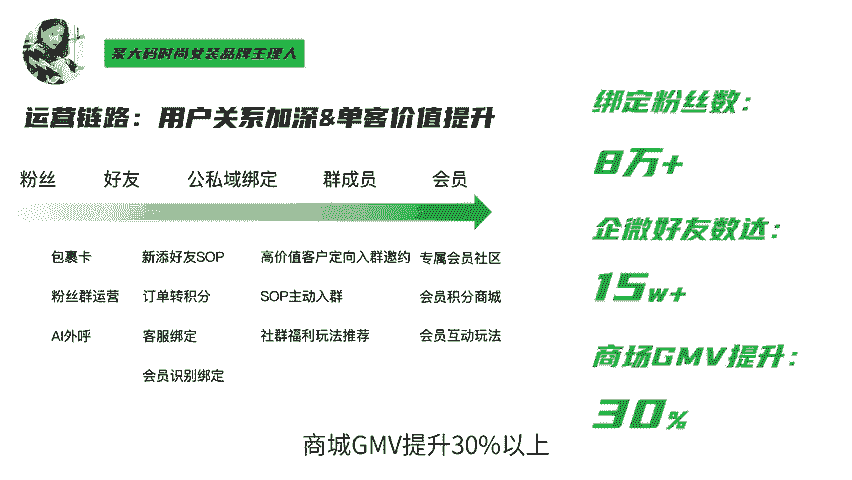 某大码时尚女装品牌主理人
运营链路：用户关系加深&单客价值提升
粉丝 好友 公私域绑定 群成员 会员
包裹卡 新添好友SOP 高价值客户定向入群邀约 专属会员社区
粉丝群运营 订单转积分 SOP主动入群 会员积分商城
AI外呼 客服绑定 社群福利玩法推荐 会员互动玩法
会员识别绑定
绑定粉丝数：
8万+
企微好友数达：
15w+
商场GMV提升：
30%
商城GMV提升30%以上